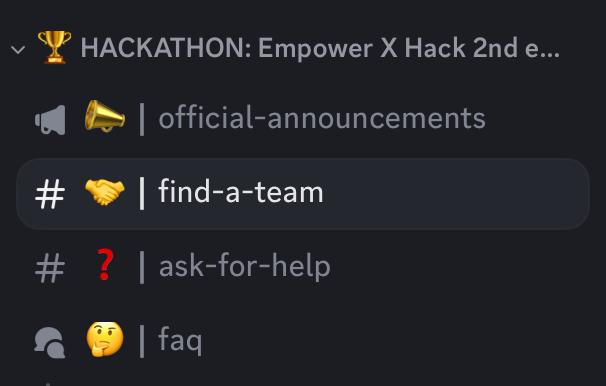 🏆 HACKATHON: Empower X Hack 2nd e...
📣 | official-announcements
# 🤝 | find-a-team
# ❓ | ask-for-help
🤔 | faq